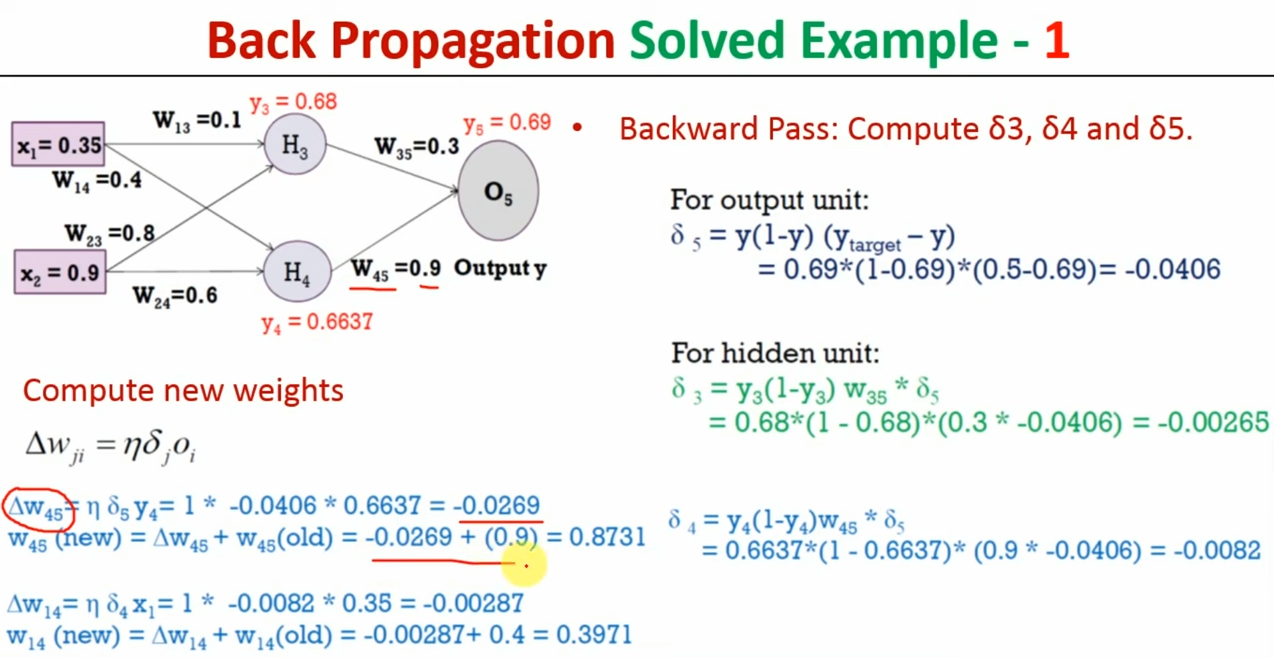 Back Propagation Solved Example - 1
y₃ = 0.68
W₁₃ =0.1
y₅ = 0.69
x₁= 0.35
H₃
W₃₅=0.3
W₁₄ =0.4
O₅
W₂₃ =0.8
x₂ = 0.9
H₄
W₄₅ =0.9 Output y
W₂₄=0.6
y₄ = 0.6637
Compute new weights
Δw_ji = ηδ_j o_i
Δw₄₅= η δ₅ y₄= 1 * -0.0406 * 0.6637 = -0.0269
w₄₅ (new) = Δw₄₅ + w₄₅(old) = -0.0269 + (0.9) = 0.8731
Δw₁₄= η δ₄ x₁= 1 * -0.0082 * 0.35 = -0.00287
w₁₄ (new) = Δw₁₄ + w₁₄(old) = -0.00287+ 0.4 = 0.3971
• Backward Pass: Compute δ3, δ4 and δ5.
For output unit:
δ ₅ = y(1-y) (y_target – y)
= 0.69*(1-0.69)*(0.5-0.69)= -0.0406
For hidden unit:
δ ₃ = y₃(1-y₃) w₃₅ * δ₅
= 0.68*(1 - 0.68)*(0.3 * -0.0406) = -0.00265
δ ₄ = y₄(1-y₄)w₄₅ * δ₅
= 0.6637*(1 - 0.6637)* (0.9 * -0.0406) = -0.0082